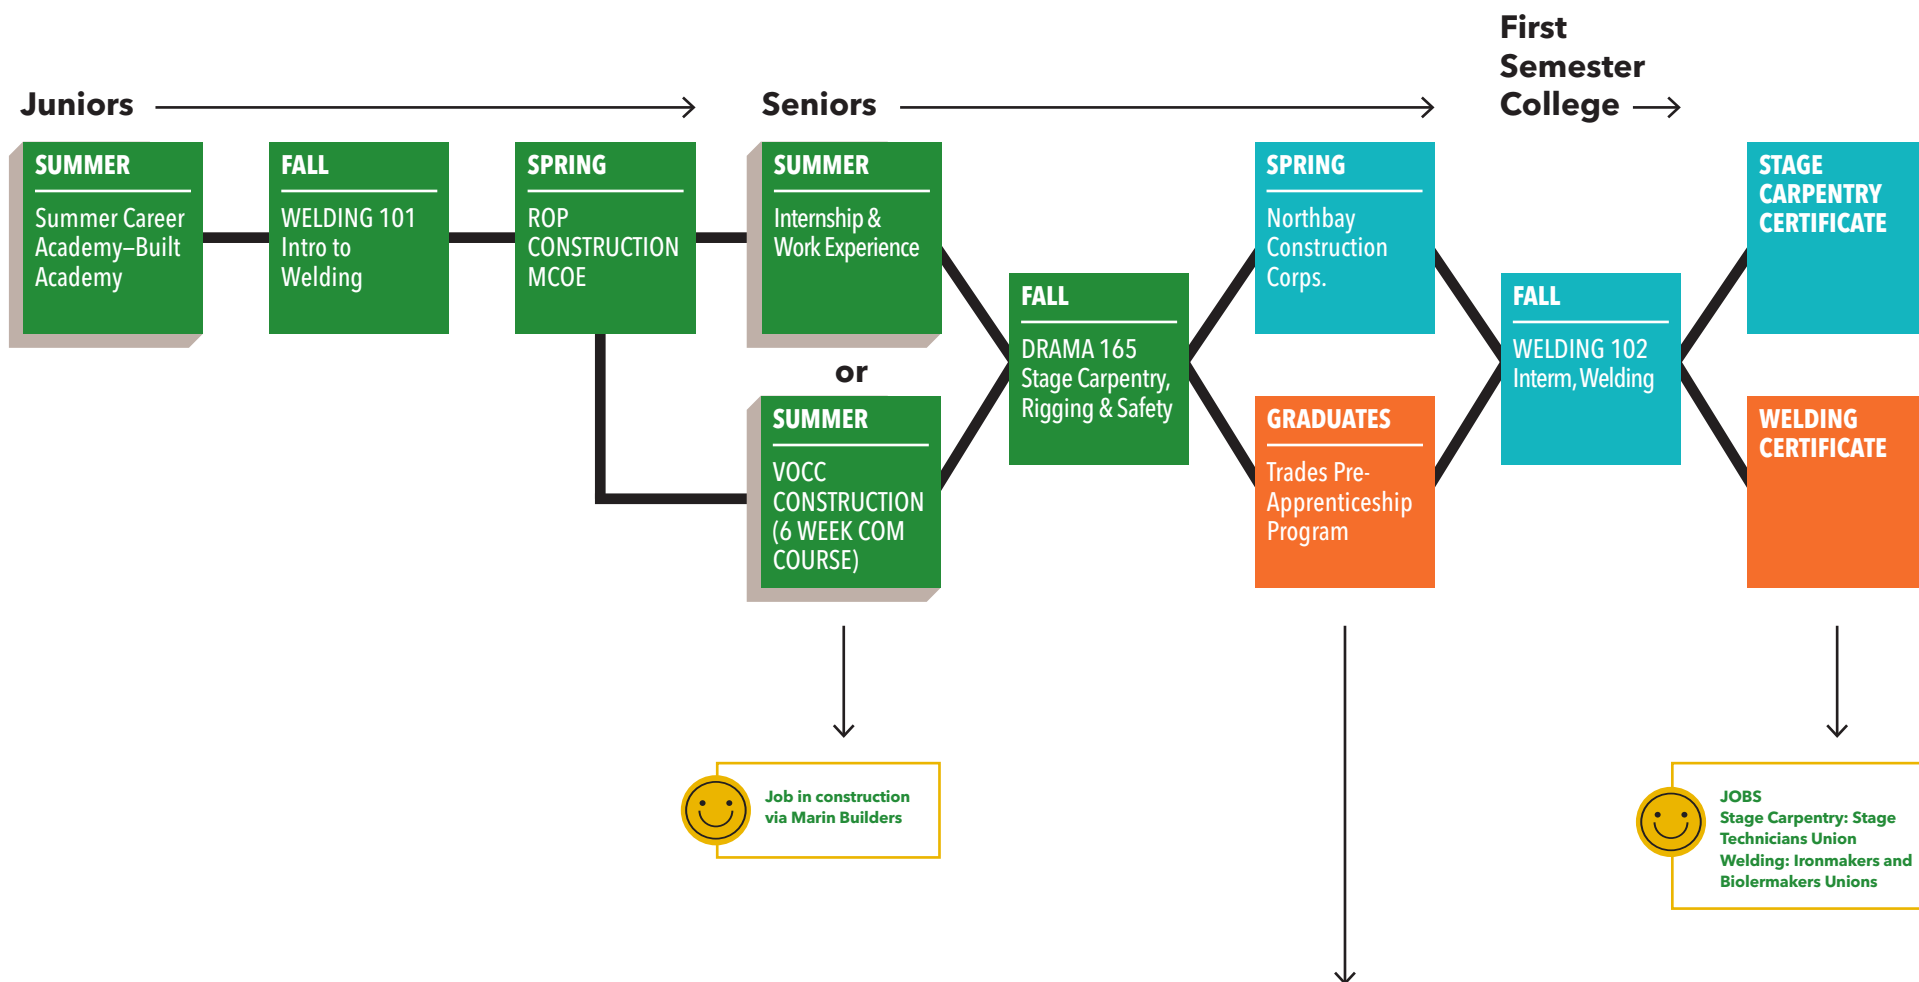 Juniors
Seniors
First
Semester
College
SUMMER
Summer Career
Academy–Built
Academy
FALL
WELDING 101
Intro to
Welding
SPRING
ROP
CONSTRUCTION
MCOE
SUMMER
Internship &
Work Experience
or
SUMMER
VOCC
CONSTRUCTION
(6 WEEK COM
COURSE)
FALL
DRAMA 165
Stage Carpentry,
Rigging & Safety
SPRING
Northbay
Construction
Corps.
GRADUATES
Trades Pre-
Apprenticeship
Program
FALL
WELDING 102
Interm, Welding
STAGE
CARPENTRY
CERTIFICATE
WELDING
CERTIFICATE
Job in construction
via Marin Builders
JOBS
Stage Carpentry: Stage
Technicians Union
Welding: Ironmakers and
Biolermakers Unions